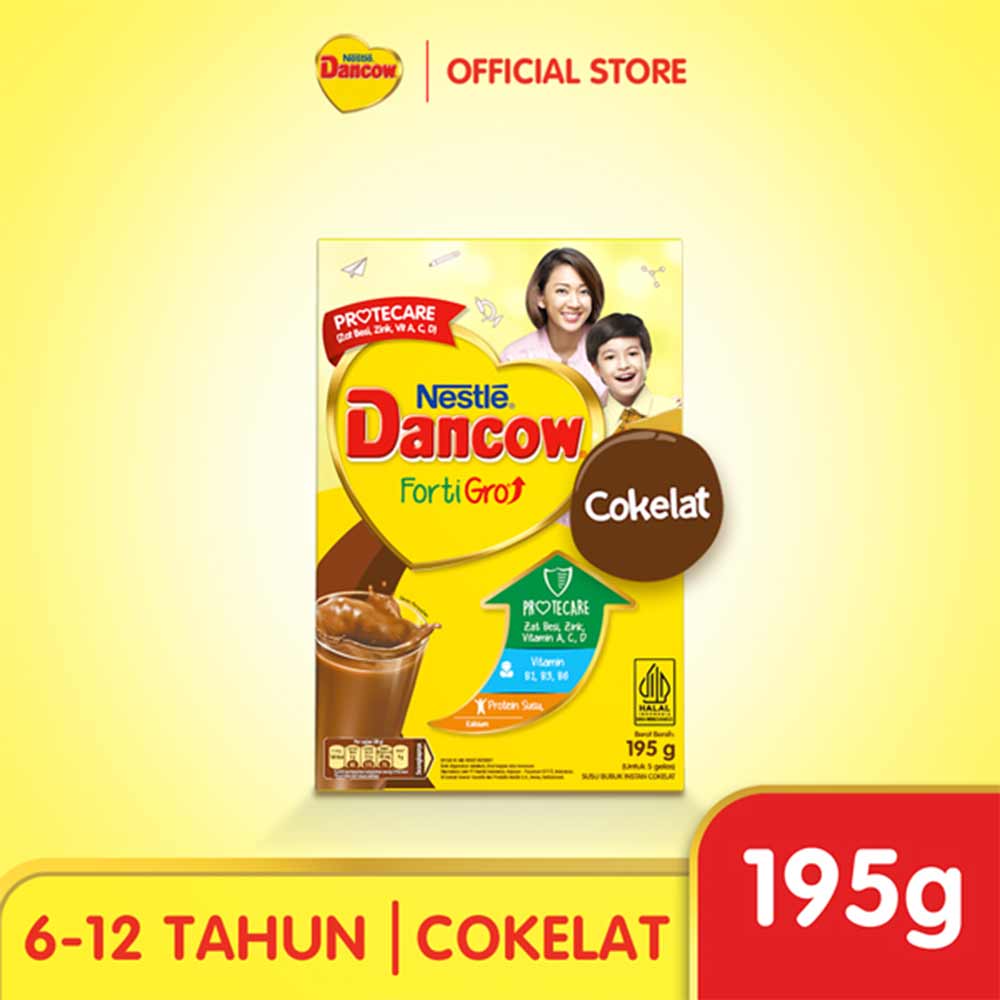 Nestlé
Dancow
OFFICIAL STORE
PROTECARE
(Zat Besi, Zink, Vit A, C, D)
Nestlé®
Dancow
FortiGro
Cokelat
PROTECARE
Zat Besi, Zink,
Vitamin A, C, D
Vitamin
B1, B3, B6
Protein Susu,
Kalsium
HALAL
INDONESIA
Berat Bersih:
195 g
(Untuk 5 gelas)
SUSU BUBUK INSTAN COKELAT
195g
6-12 TAHUN | COKELAT